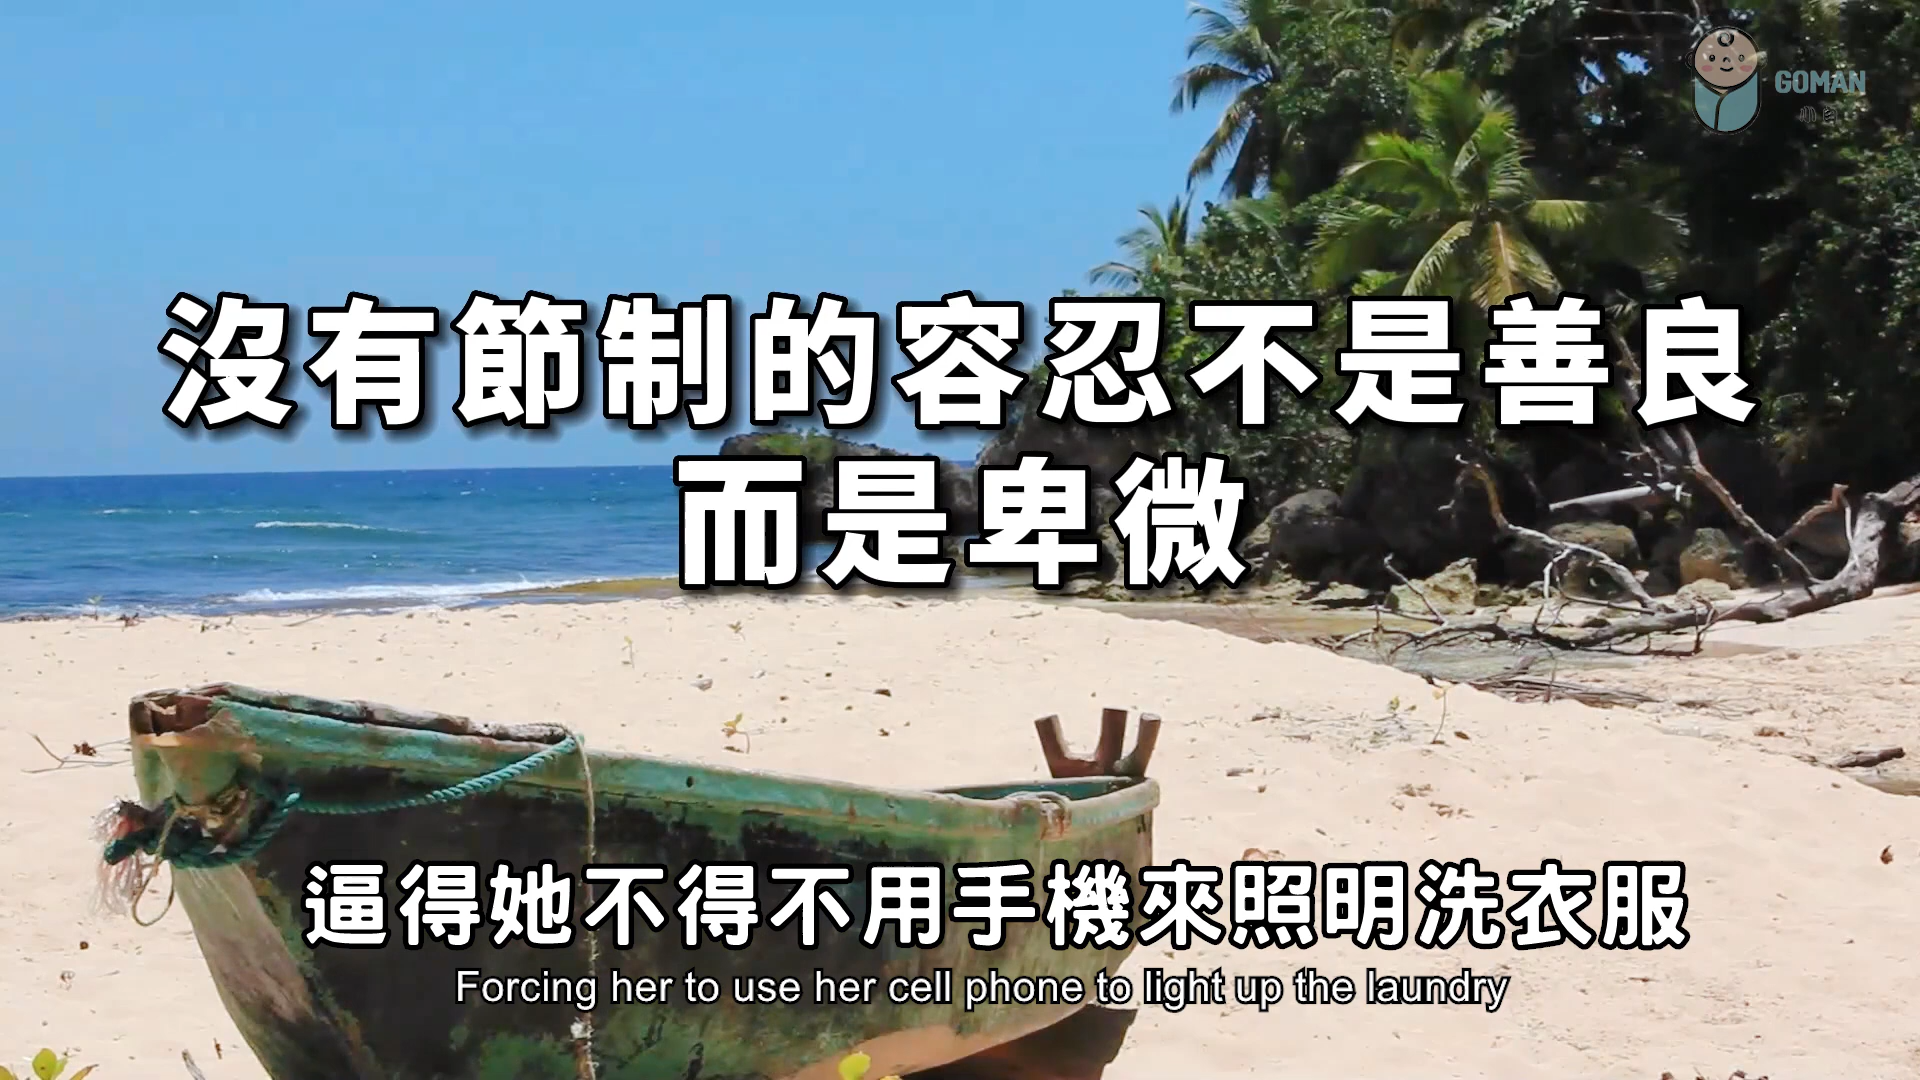 GOMAN
沒有節制的容忍不是善良
而是卑微
逼得她不得不用手機來照明洗衣服
Forcing her to use her cell phone to light up the laundry